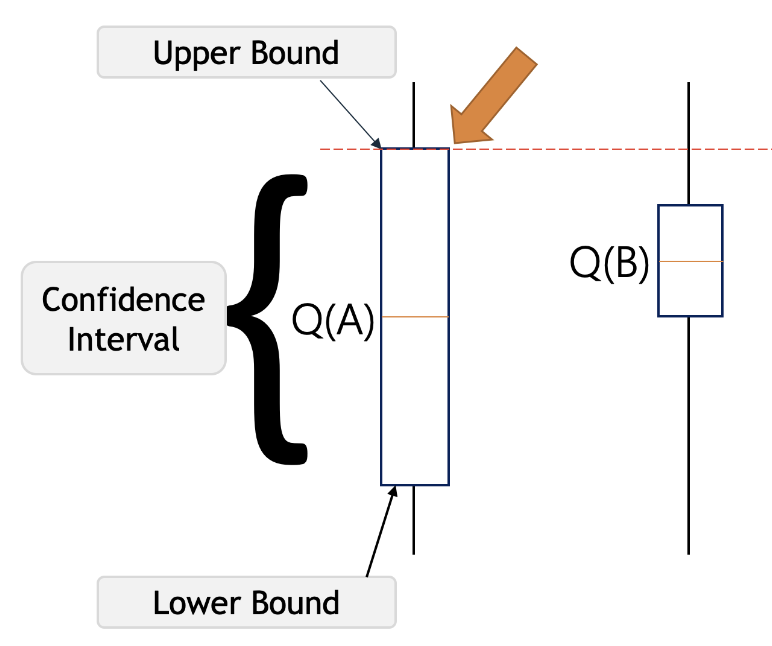 Upper Bound
Confidence
Interval
Q(A)
Q(B)
Lower Bound